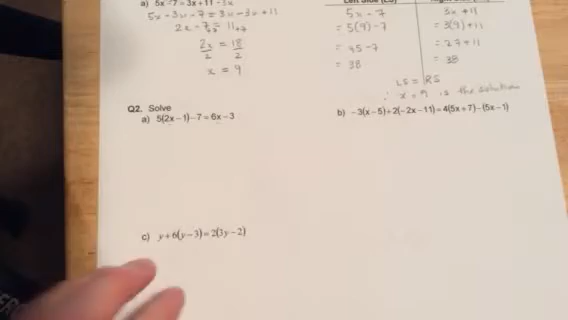 a) 5x -7 = 3x + 11 -3x
5x - 3x - 7 = 3x - 3x + 11
2x - 7 +7 = 11 +7
2x = 18
2 2
x = 9
5x - 7
= 5(9) - 7
= 45 - 7
= 38
3x + 11
= 3(9) + 11
= 27 + 11
= 38
LS = RS
∴ x = 9 is the solution
Q2. Solve
a) 5(2x – 1) – 7 = 6x – 3
b) –3(x – 5) + 2(–2x – 11) = 4(5x + 7) – (5x – 1)
c) y + 6(y – 3) = 2(3y – 2)